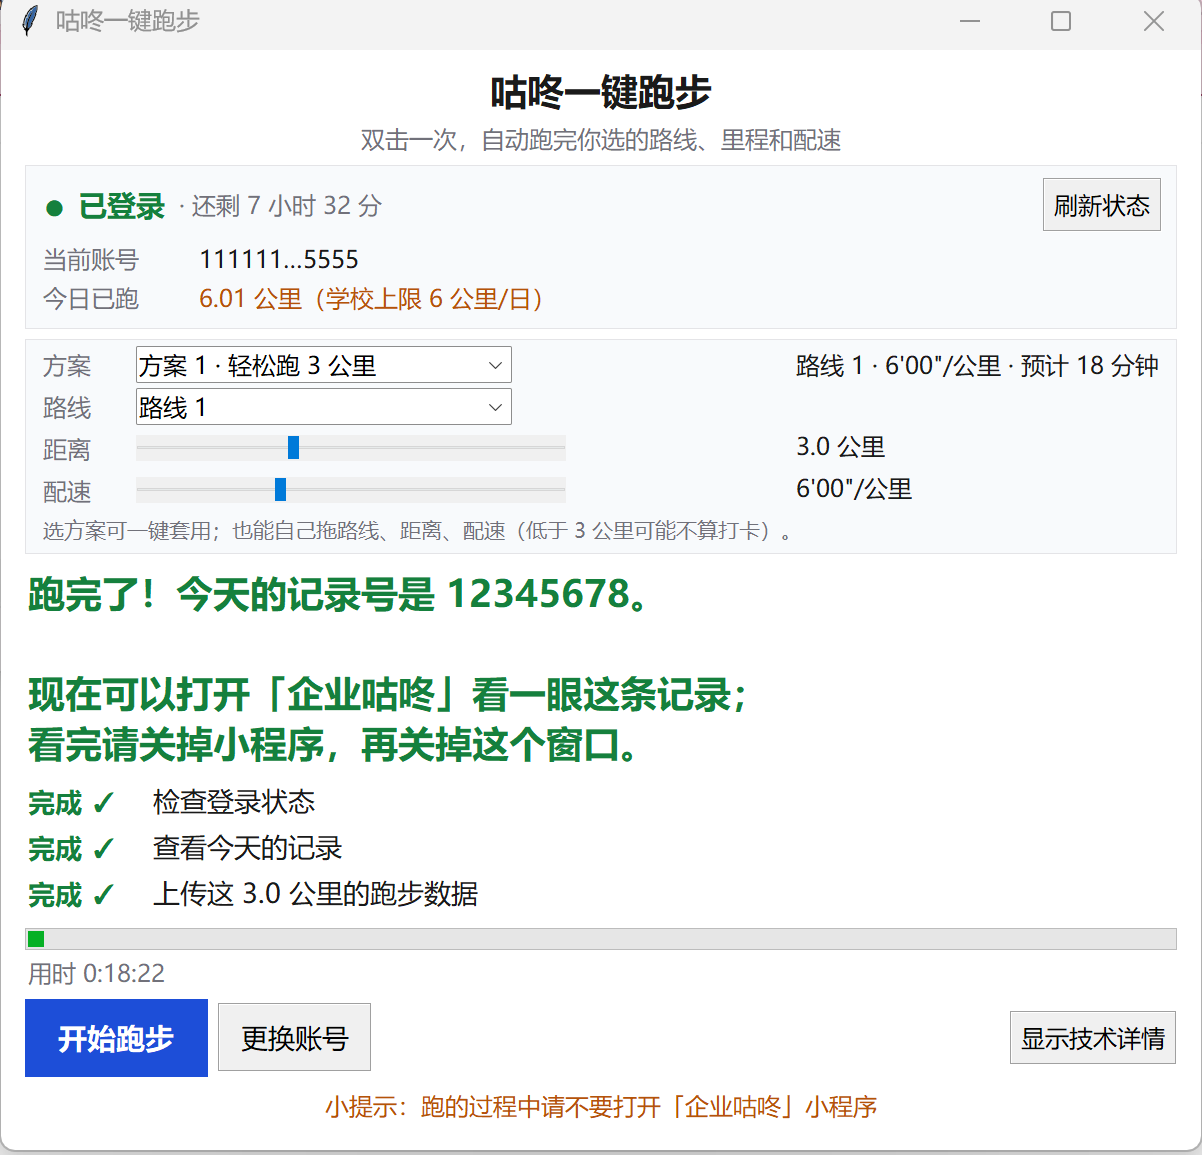 咕咚一键跑步
咕咚一键跑步
双击一次，自动跑完你选的路线、里程和配速
● 已登录 · 还剩 7 小时 32 分
刷新状态
当前账号 111111...5555
今日已跑 6.01 公里（学校上限 6 公里/日）
方案 方案 1 · 轻松跑 3 公里 路线 1 · 6'00"/公里 · 预计 18 分钟
路线 路线 1
距离 3.0 公里
配速 6'00"/公里
选方案可一键套用；也能自己拖路线、距离、配速（低于 3 公里可能不算打卡）。
跑完了！今天的记录号是 12345678。
现在可以打开「企业咕咚」看一眼这条记录；
看完请关掉小程序，再关掉这个窗口。
完成 ✓ 检查登录状态
完成 ✓ 查看今天的记录
完成 ✓ 上传这 3.0 公里的跑步数据
用时 0:18:22
开始跑步 更换账号 显示技术详情
小提示：跑的过程中请不要打开「企业咕咚」小程序